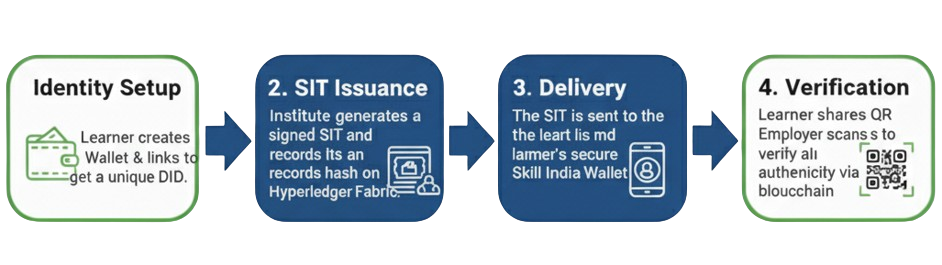 Identity Setup
Learner creates
Wallet & links to
get a unique DID.
2. SIT Issuance
Institute generates a
signed SIT and
records Its an
records hash on
Hyperledger Fabric.
3. Delivery
The SIT is sent to the
the leart lis md
larmer's secure
Skill India Wallet
4. Verification
Learner shares QR
Employer scans s to
verify ali
authenicity via
bloucchain